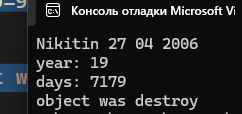 Консоль отладки Microsoft Vi
Nikitin 27 04 2006
year: 19
days: 7179
object was destroy